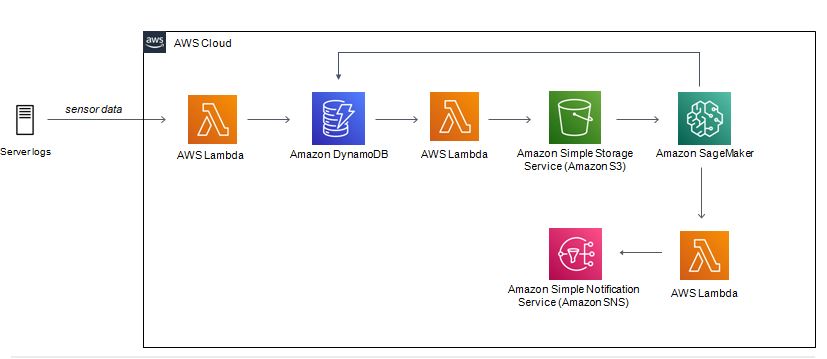 aws
AWS Cloud
sensor data
Server logs
AWS Lambda
Amazon DynamoDB
AWS Lambda
Amazon Simple Storage
Service (Amazon S3)
Amazon SageMaker
Amazon Simple Notification
Service (Amazon SNS)
AWS Lambda